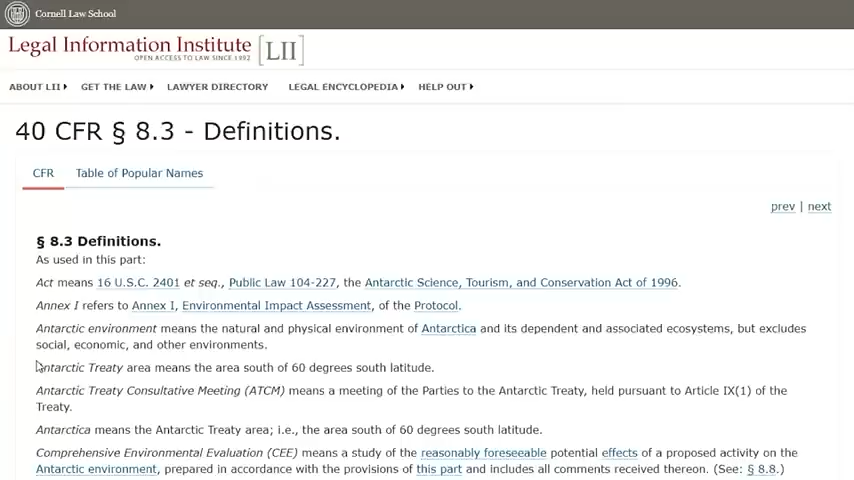 Cornell Law School
Legal Information Institute [LII]
OPEN ACCESS TO LAW SINCE 1992
ABOUT LII GET THE LAW LAWYER DIRECTORY LEGAL ENCYCLOPEDIA HELP OUT
40 CFR § 8.3 - Definitions.
CFR Table of Popular Names
prev | next
§ 8.3 Definitions.
As used in this part:
Act means 16 U.S.C. 2401 et seq., Public Law 104-227, the Antarctic Science, Tourism, and Conservation Act of 1996.
Annex I refers to Annex I, Environmental Impact Assessment, of the Protocol.
Antarctic environment means the natural and physical environment of Antarctica and its dependent and associated ecosystems, but excludes
social, economic, and other environments.
Antarctic Treaty area means the area south of 60 degrees south latitude.
Antarctic Treaty Consultative Meeting (ATCM) means a meeting of the Parties to the Antarctic Treaty, held pursuant to Article IX(1) of the
Treaty.
Antarctica means the Antarctic Treaty area; i.e., the area south of 60 degrees south latitude.
Comprehensive Environmental Evaluation (CEE) means a study of the reasonably foreseeable potential effects of a proposed activity on the
Antarctic environment, prepared in accordance with the provisions of this part and includes all comments received thereon. (See: § 8.8.)